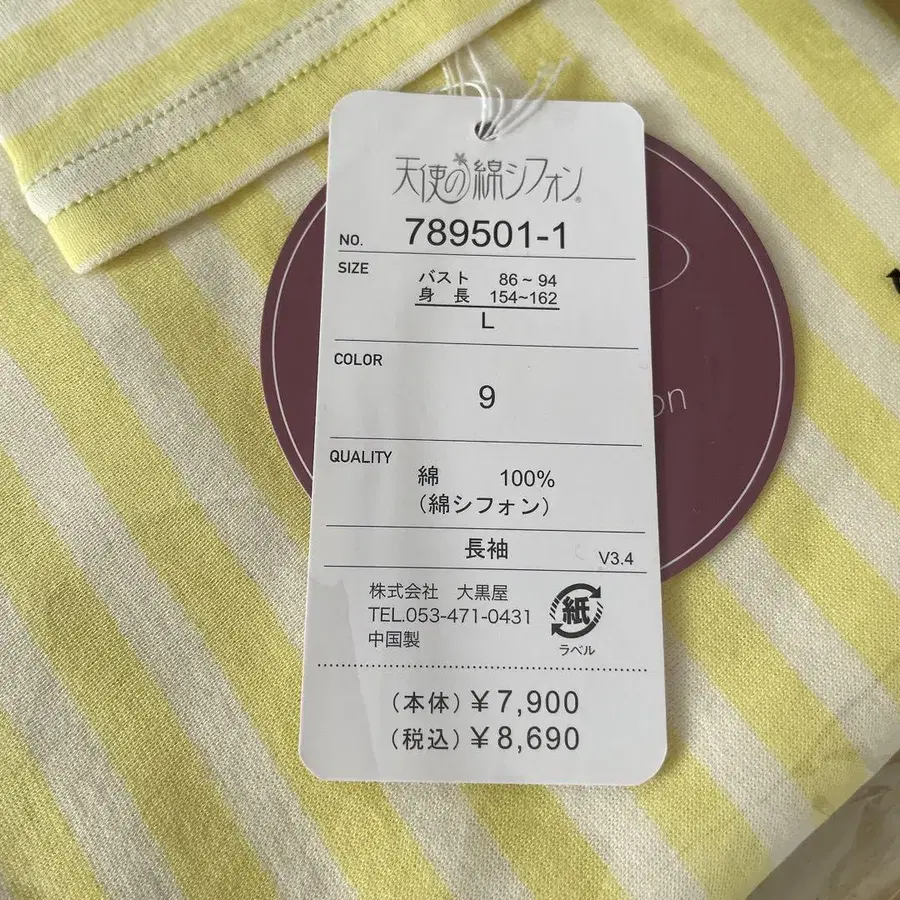 天使の綿シフォン®
NO. 789501-1
SIZE
バスト 86~94
身長 154~162
L
COLOR
9
QUALITY
綿 100%
(綿シフォン)
長袖
V3.4
株式会社 大黒屋
TEL.053-471-0431
中国製
紙
ラベル
(本体)¥7,900
(税込)¥8,690
on